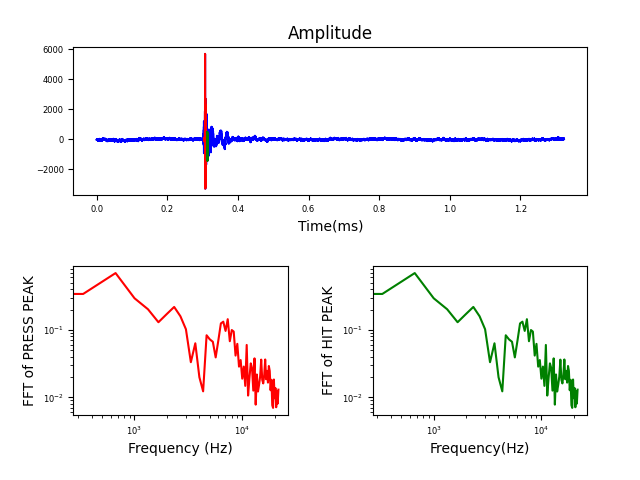 Amplitude
6000
4000
2000
0
−2000
0.0 0.2 0.4 0.6 0.8 1.0 1.2
Time(ms)
FFT of PRESS PEAK
10⁻¹
10⁻²
10³ 10⁴
Frequency (Hz)
FFT of HIT PEAK
10⁻¹
10⁻²
10³ 10⁴
Frequency(Hz)